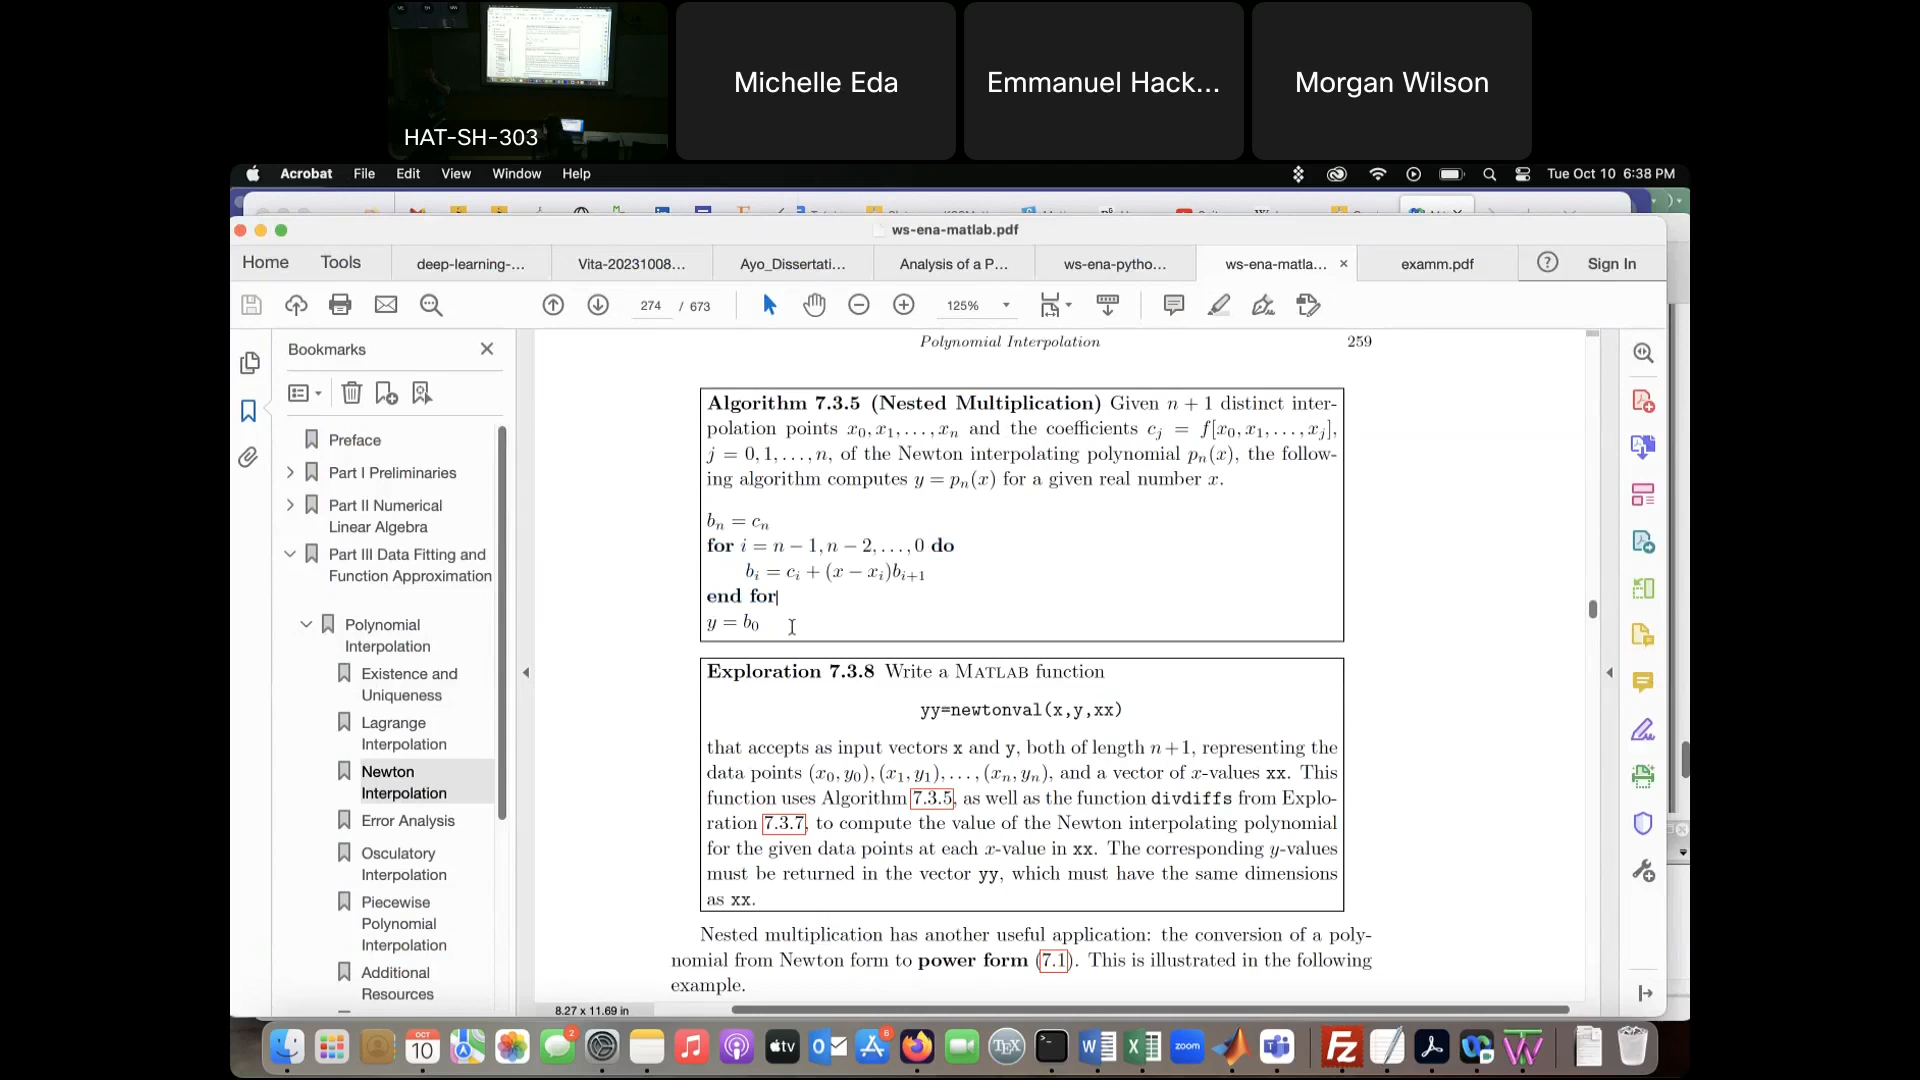 HAT-SH-303
Michelle Eda
Emmanuel Hack...
Morgan Wilson
Acrobat File Edit View Window Help
Tue Oct 10 6:38 PM
ws-ena-matlab.pdf
Home Tools deep-learning-... Vita-20231008... Ayo_Dissertati... Analysis of a P... ws-ena-pytho... ws-ena-matla... × examm.pdf Sign In
274 / 673 125%
Bookmarks
Preface
Part I Preliminaries
Part II Numerical
Linear Algebra
Part III Data Fitting and
Function Approximation
Polynomial
Interpolation
Existence and
Uniqueness
Lagrange
Interpolation
Newton
Interpolation
Error Analysis
Osculatory
Interpolation
Piecewise
Polynomial
Interpolation
Additional
Resources
Polynomial Interpolation 259
Algorithm 7.3.5 (Nested Multiplication) Given n + 1 distinct inter-
polation points x₀, x₁, . . . , xₙ and the coefficients cⱼ = f[x₀, x₁, . . . , xⱼ],
j = 0, 1, . . . , n, of the Newton interpolating polynomial pₙ(x), the follow-
ing algorithm computes y = pₙ(x) for a given real number x.
bₙ = cₙ
for i = n − 1, n − 2, . . . , 0 do
bᵢ = cᵢ + (x − xᵢ)bᵢ₊₁
end for
y = b₀
Exploration 7.3.8 Write a MATLAB function
yy=newtonval(x,y,xx)
that accepts as input vectors x and y, both of length n+1, representing the
data points (x₀, y₀), (x₁, y₁), . . . , (xₙ, yₙ), and a vector of x-values xx. This
function uses Algorithm 7.3.5, as well as the function divdiffs from Explo-
ration 7.3.7, to compute the value of the Newton interpolating polynomial
for the given data points at each x-value in xx. The corresponding y-values
must be returned in the vector yy, which must have the same dimensions
as xx.
Nested multiplication has another useful application: the conversion of a poly-
nomial from Newton form to power form (7.1). This is illustrated in the following
example.
8.27 x 11.69 in
OCT
10
2
tv
6
TEX
zoom